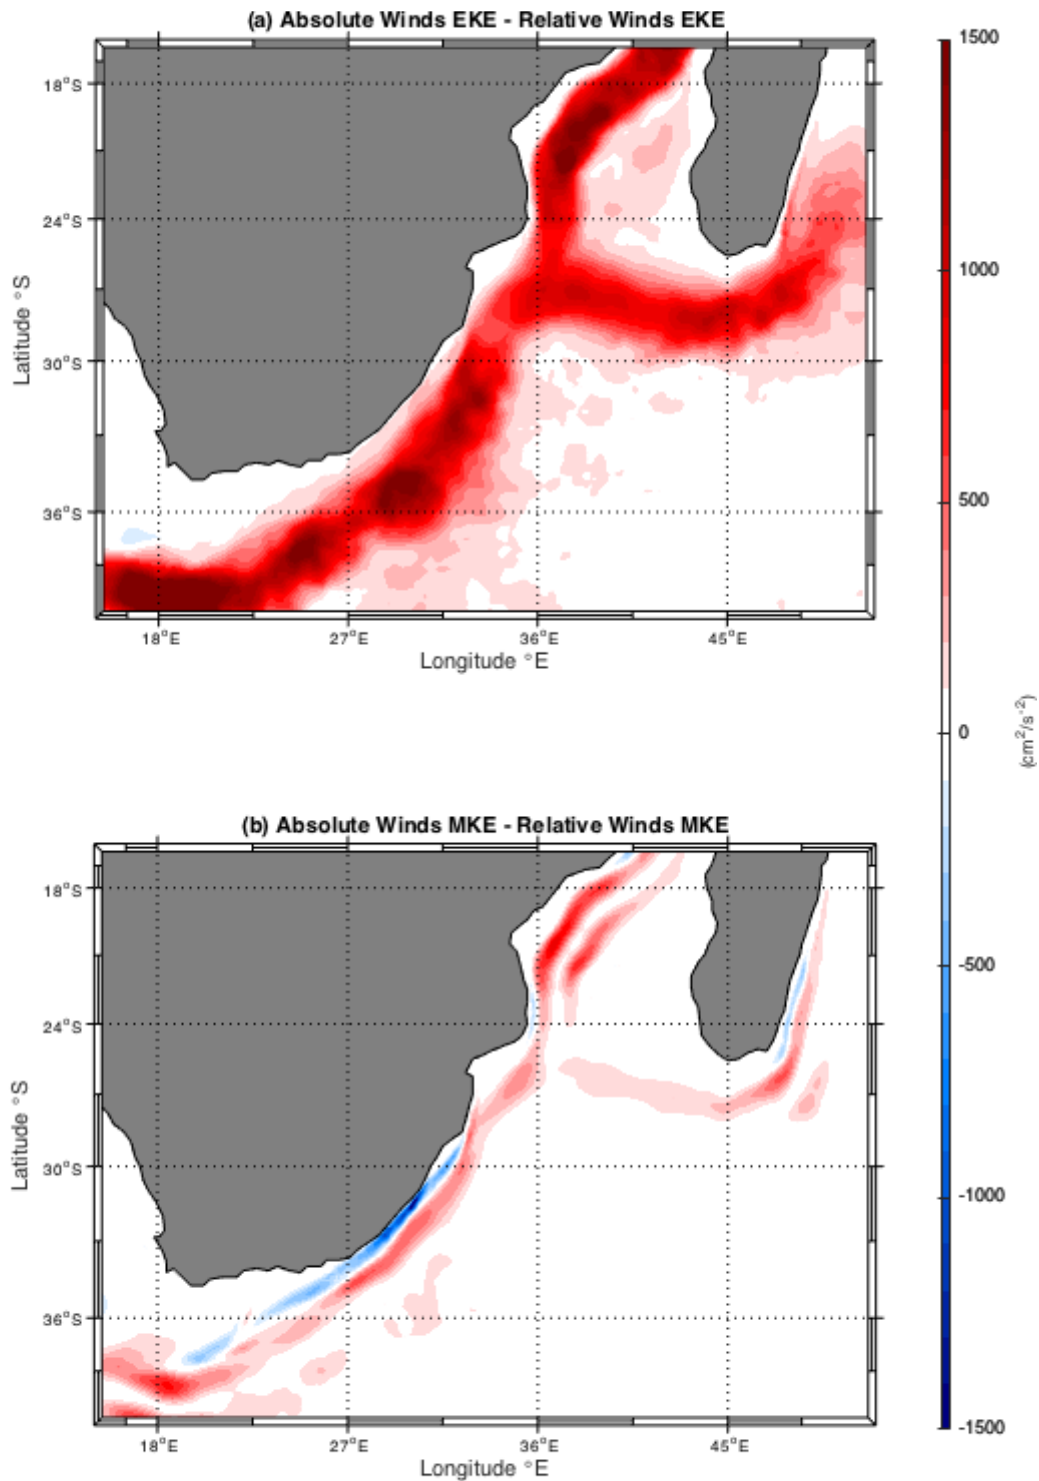 (a) Absolute Winds EKE - Relative Winds EKE
18°S
24°S
30°S
36°S
Latitude °S
18°E 27°E 36°E 45°E
Longitude °E
(b) Absolute Winds MKE - Relative Winds MKE
18°S
24°S
30°S
36°S
Latitude °S
18°E 27°E 36°E 45°E
Longitude °E
1500
1000
500
0
-500
-1000
-1500
(cm²/s⁻²)